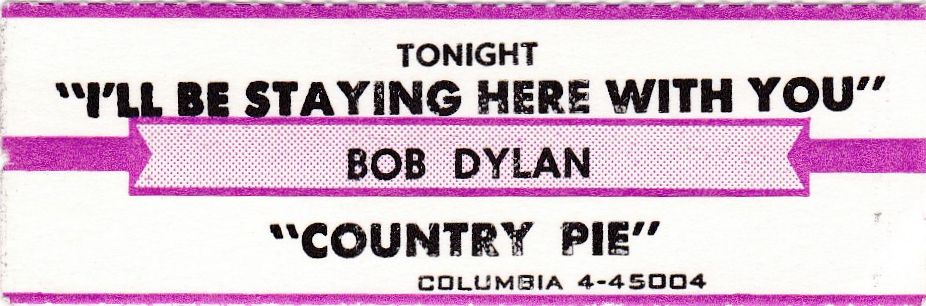 TONIGHT
"I'LL BE STAYING HERE WITH YOU"
BOB DYLAN
"COUNTRY PIE"
COLUMBIA 4-45004